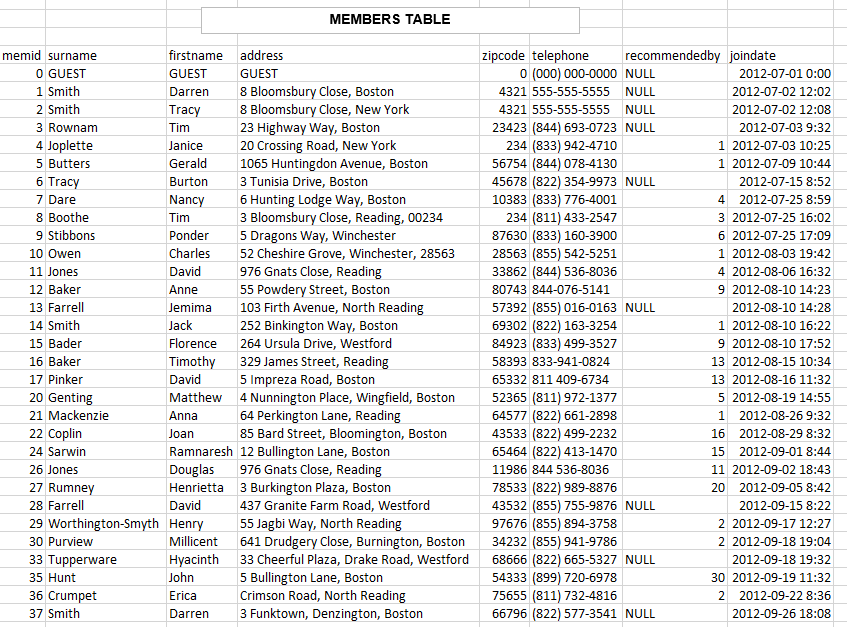 MEMBERS TABLE
memid surname firstname address zipcode telephone recommendedby joindate
0 GUEST GUEST GUEST 0 (000) 000-0000 NULL 2012-07-01 0:00
1 Smith Darren 8 Bloomsbury Close, Boston 4321 555-555-5555 NULL 2012-07-02 12:02
2 Smith Tracy 8 Bloomsbury Close, New York 4321 555-555-5555 NULL 2012-07-02 12:08
3 Rownam Tim 23 Highway Way, Boston 23423 (844) 693-0723 NULL 2012-07-03 9:32
4 Joplette Janice 20 Crossing Road, New York 234 (833) 942-4710 1 2012-07-03 10:25
5 Butters Gerald 1065 Huntingdon Avenue, Boston 56754 (844) 078-4130 1 2012-07-09 10:44
6 Tracy Burton 3 Tunisia Drive, Boston 45678 (822) 354-9973 NULL 2012-07-15 8:52
7 Dare Nancy 6 Hunting Lodge Way, Boston 10383 (833) 776-4001 4 2012-07-25 8:59
8 Boothe Tim 3 Bloomsbury Close, Reading, 00234 234 (811) 433-2547 3 2012-07-25 16:02
9 Stibbons Ponder 5 Dragons Way, Winchester 87630 (833) 160-3900 6 2012-07-25 17:09
10 Owen Charles 52 Cheshire Grove, Winchester, 28563 28563 (855) 542-5251 1 2012-08-03 19:42
11 Jones David 976 Gnats Close, Reading 33862 (844) 536-8036 4 2012-08-06 16:32
12 Baker Anne 55 Powdery Street, Boston 80743 844-076-5141 9 2012-08-10 14:23
13 Farrell Jemima 103 Firth Avenue, North Reading 57392 (855) 016-0163 NULL 2012-08-10 14:28
14 Smith Jack 252 Binkington Way, Boston 69302 (822) 163-3254 1 2012-08-10 16:22
15 Bader Florence 264 Ursula Drive, Westford 84923 (833) 499-3527 9 2012-08-10 17:52
16 Baker Timothy 329 James Street, Reading 58393 833-941-0824 13 2012-08-15 10:34
17 Pinker David 5 Impreza Road, Boston 65332 811 409-6734 13 2012-08-16 11:32
20 Genting Matthew 4 Nunnington Place, Wingfield, Boston 52365 (811) 972-1377 5 2012-08-19 14:55
21 Mackenzie Anna 64 Perkington Lane, Reading 64577 (822) 661-2898 1 2012-08-26 9:32
22 Coplin Joan 85 Bard Street, Bloomington, Boston 43533 (822) 499-2232 16 2012-08-29 8:32
24 Sarwin Ramnaresh 12 Bullington Lane, Boston 65464 (822) 413-1470 15 2012-09-01 8:44
26 Jones Douglas 976 Gnats Close, Reading 11986 844 536-8036 11 2012-09-02 18:43
27 Rumney Henrietta 3 Burkington Plaza, Boston 78533 (822) 989-8876 20 2012-09-05 8:42
28 Farrell David 437 Granite Farm Road, Westford 43532 (855) 755-9876 NULL 2012-09-15 8:22
29 Worthington-Smyth Henry 55 Jagbi Way, North Reading 97676 (855) 894-3758 2 2012-09-17 12:27
30 Purview Millicent 641 Drudgery Close, Burnington, Boston 34232 (855) 941-9786 2 2012-09-18 19:04
33 Tupperware Hyacinth 33 Cheerful Plaza, Drake Road, Westford 68666 (822) 665-5327 NULL 2012-09-18 19:32
35 Hunt John 5 Bullington Lane, Boston 54333 (899) 720-6978 30 2012-09-19 11:32
36 Crumpet Erica Crimson Road, North Reading 75655 (811) 732-4816 2 2012-09-22 8:36
37 Smith Darren 3 Funktown, Denzington, Boston 66796 (822) 577-3541 NULL 2012-09-26 18:08